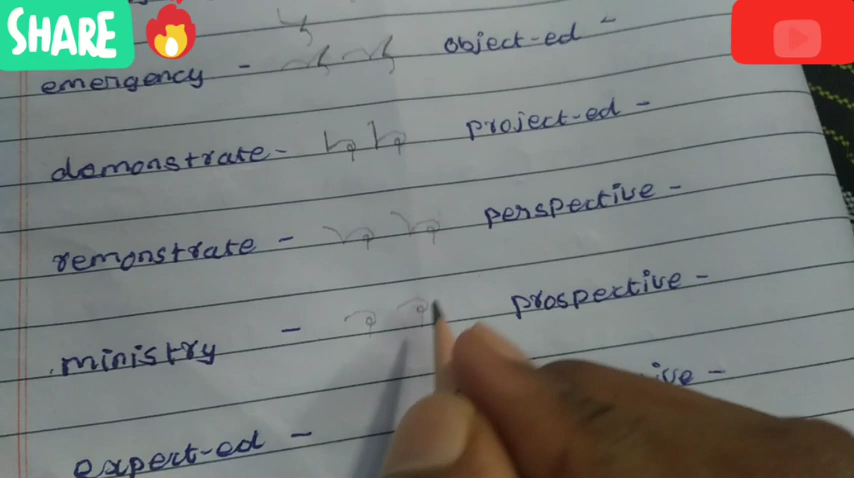 SHARE
emergency - object-ed -
demonstrate - project-ed -
remonstrate - perspective -
ministry - prospective -
expert-ed -